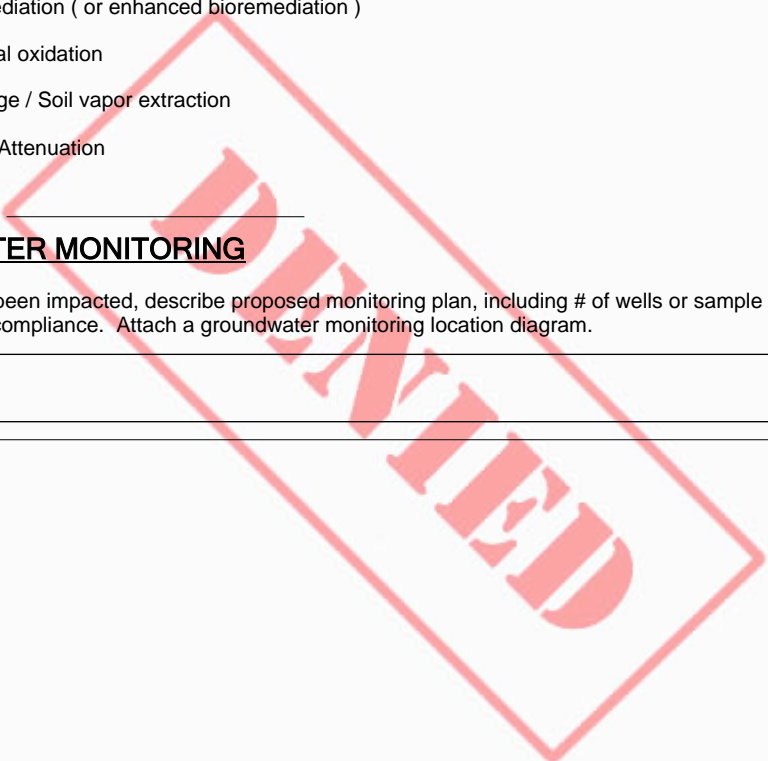 ediation ( or enhanced bioremediation )
al oxidation
ge / Soil vapor extraction
Attenuation
TER MONITORING
been impacted, describe proposed monitoring plan, including # of wells or sample
compliance.  Attach a groundwater monitoring location diagram.
DENIED